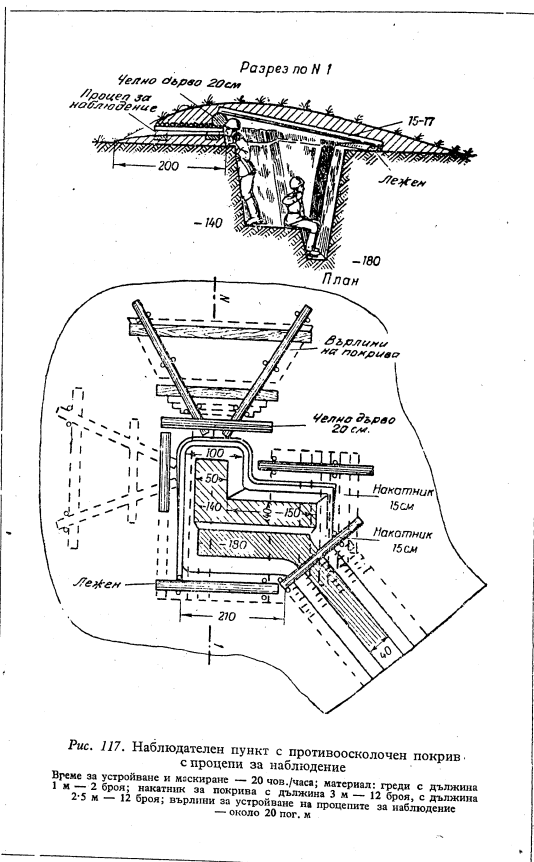 Разрез по N 1
Челно дърво 20см
Процеп за
наблюдение
15-17
200
Лежен
-140
-180
План
N
Върлини
на покрива
Челно дърво
20 см.
100
50
Накатник
15см
-140
-150
Накатник
15см
-180
Лежен
210
1
40
Рис. 117. Наблюдателен пункт с противоосколочен покрив
с процепи за наблюдение
Време за устройване и маскиране — 20 чов./часа; материал: греди с дължина
1 м — 2 броя; накатник за покрива с дължина 3 м — 12 броя, с дължина
2·5 м — 12 броя; върлини за устройване на процепите за наблюдение
— около 20 пог. м